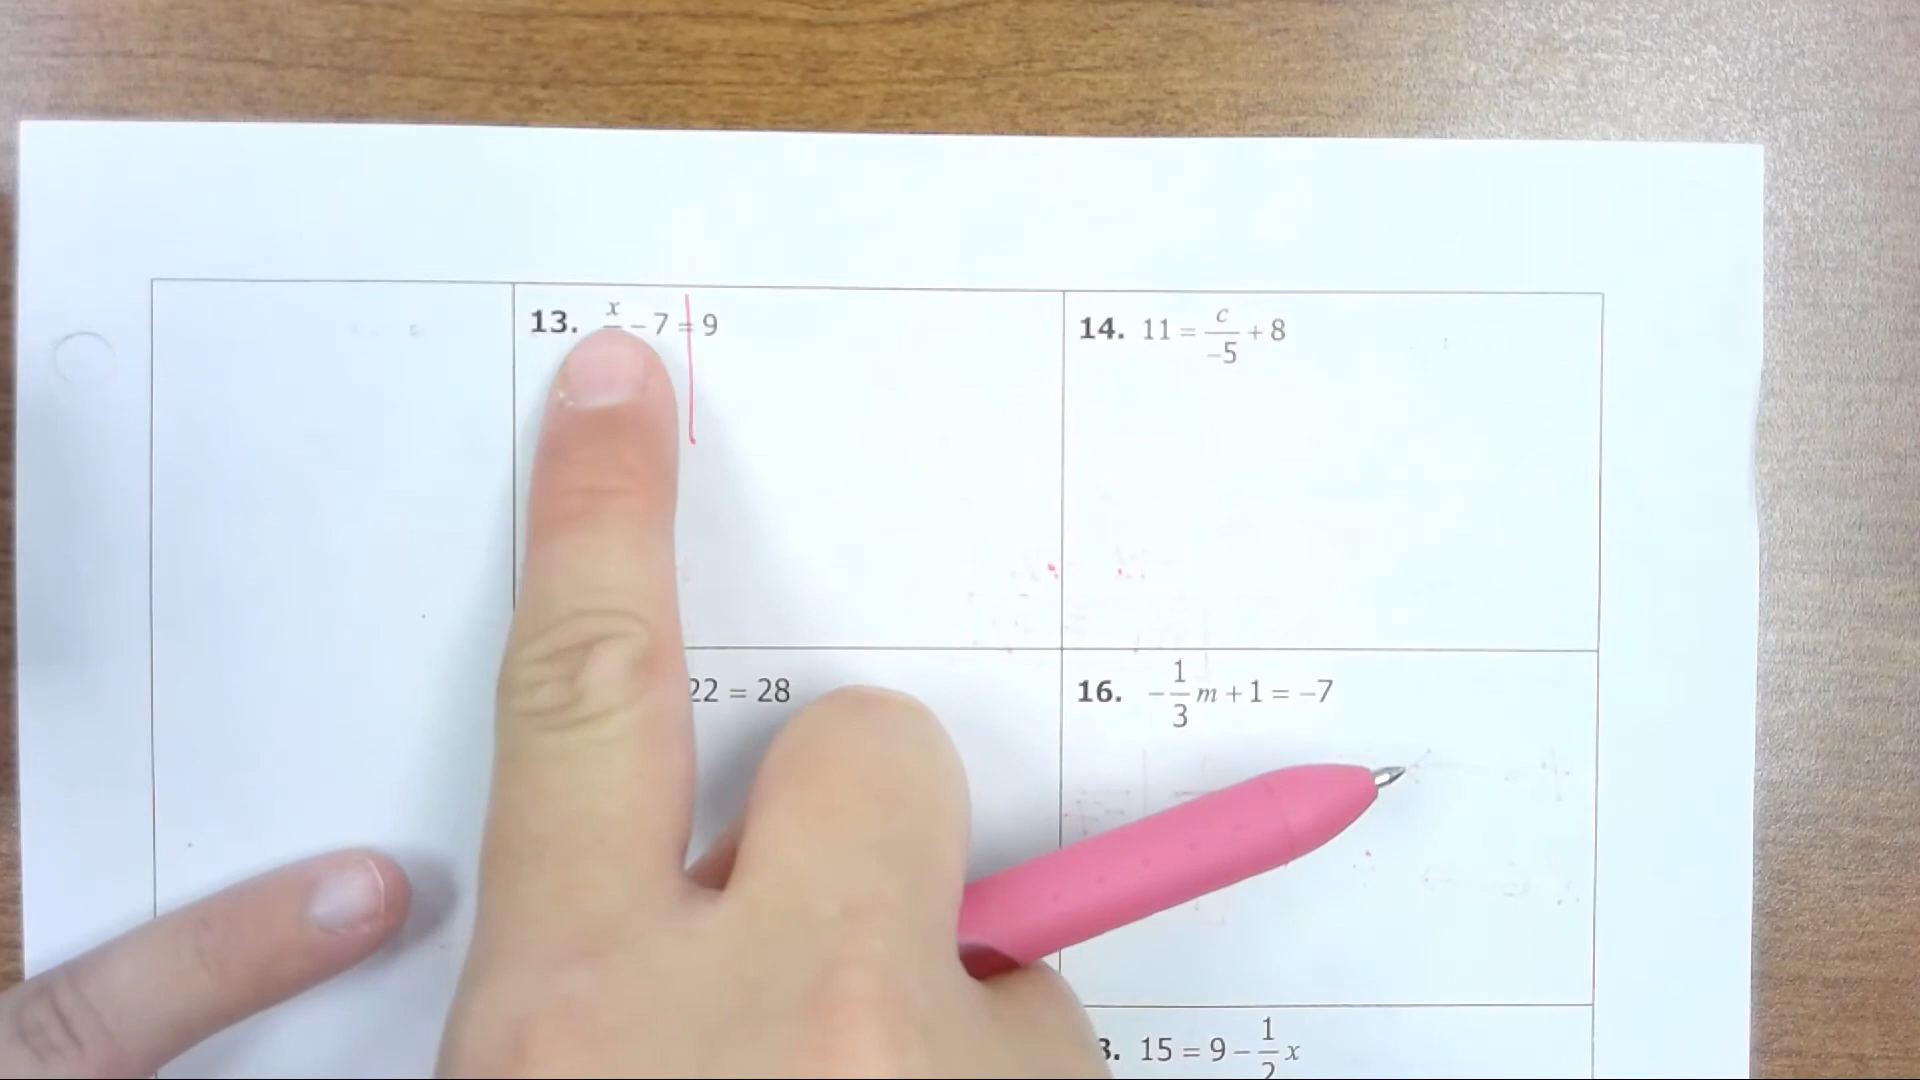 13. x/ − 7 = 9
14. 11 = c/−5 + 8
22 = 28
16. −1/3 m + 1 = −7
15 = 9 − 1/2 x